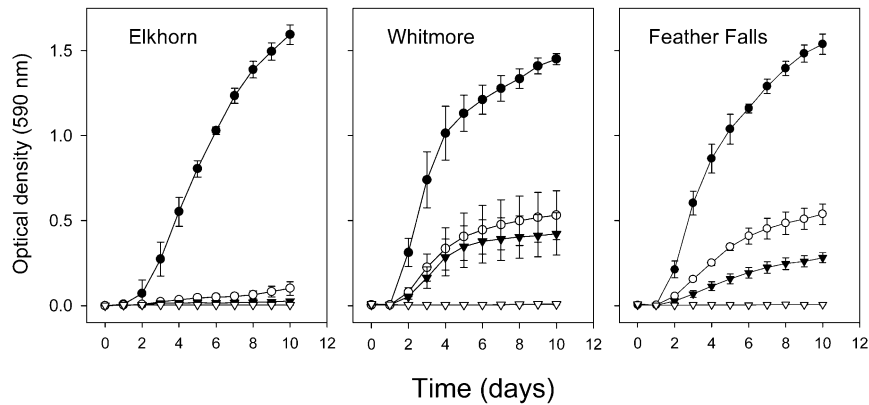 Elkhorn
Whitmore
Feather Falls
Optical density (590 nm)
1.5
1.0
0.5
0.0
0 2 4 6 8 10 12
0 2 4 6 8 10 12
0 2 4 6 8 10 12
Time (days)